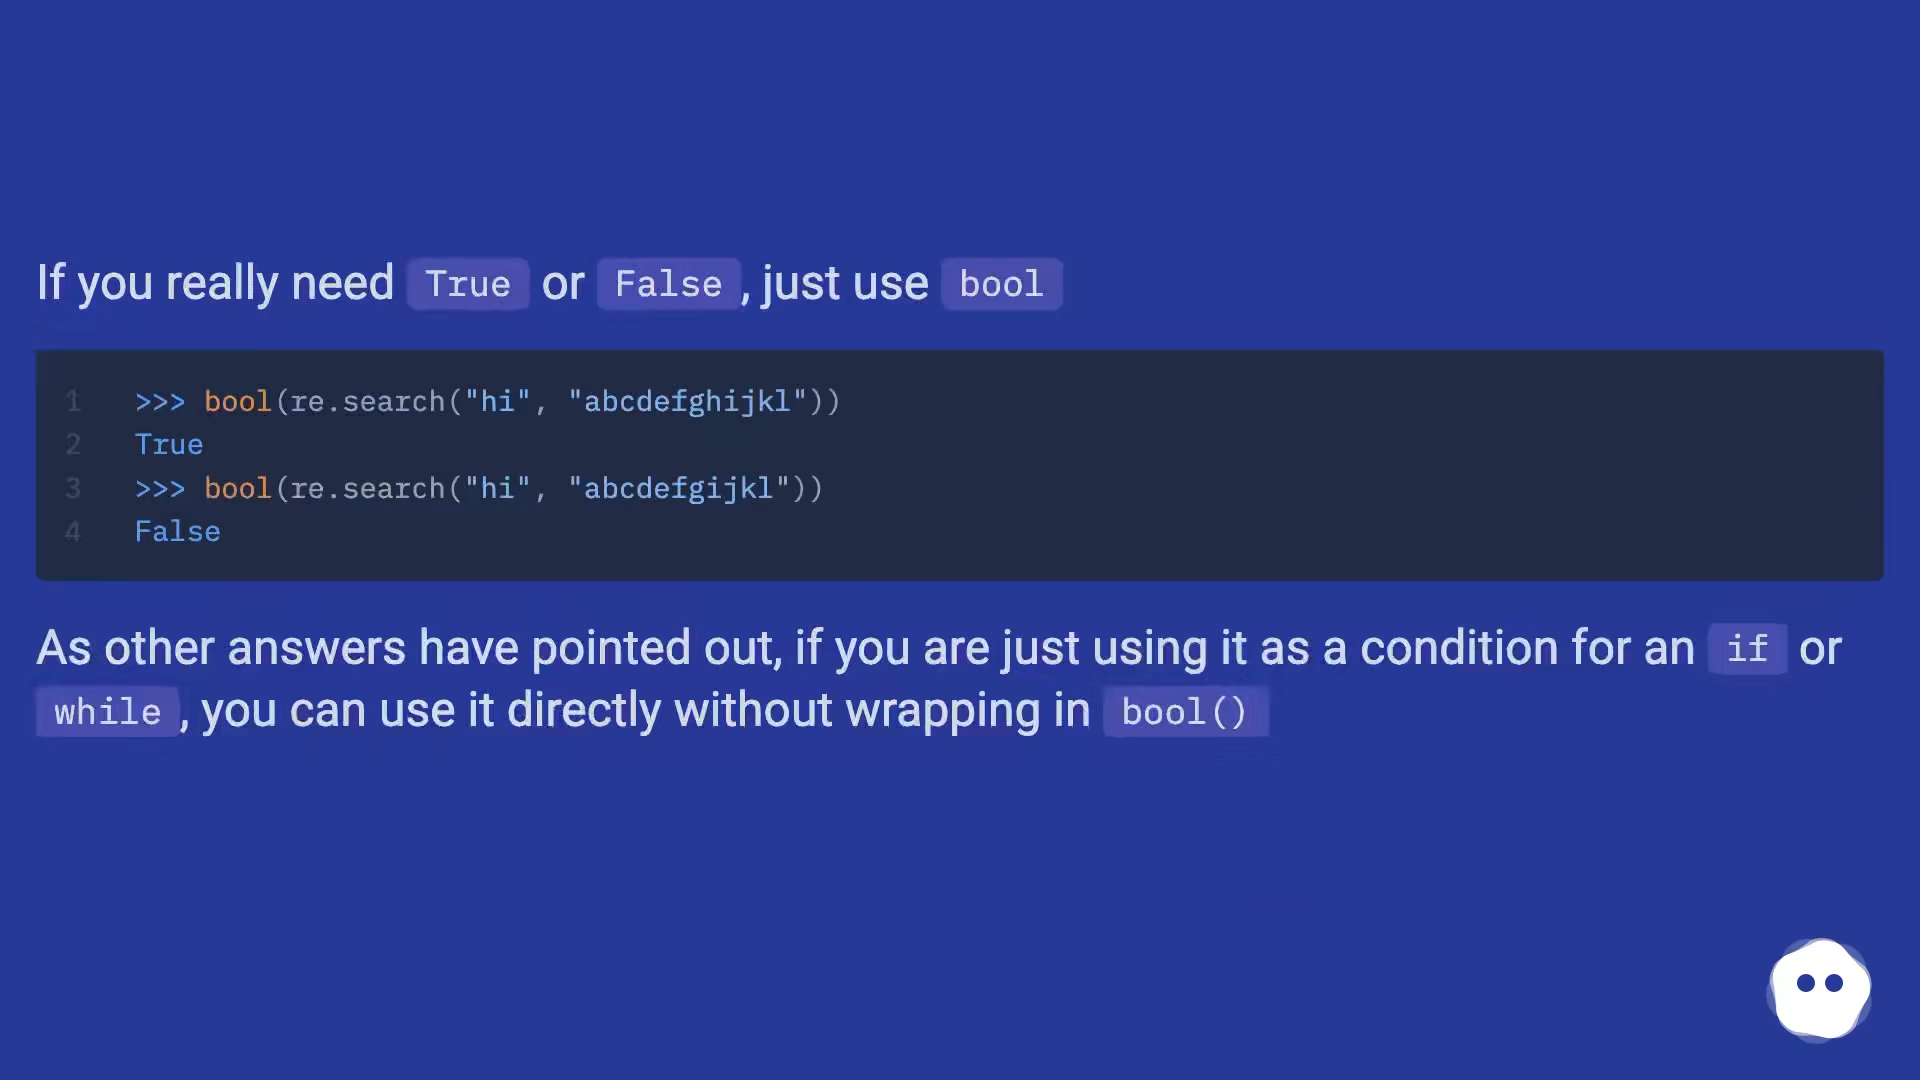 If you really need True or False, just use bool
1 >>> bool(re.search("hi", "abcdefghijkl"))
2 True
3 >>> bool(re.search("hi", "abcdefgijkl"))
4 False
As other answers have pointed out, if you are just using it as a condition for an if or
while, you can use it directly without wrapping in bool()